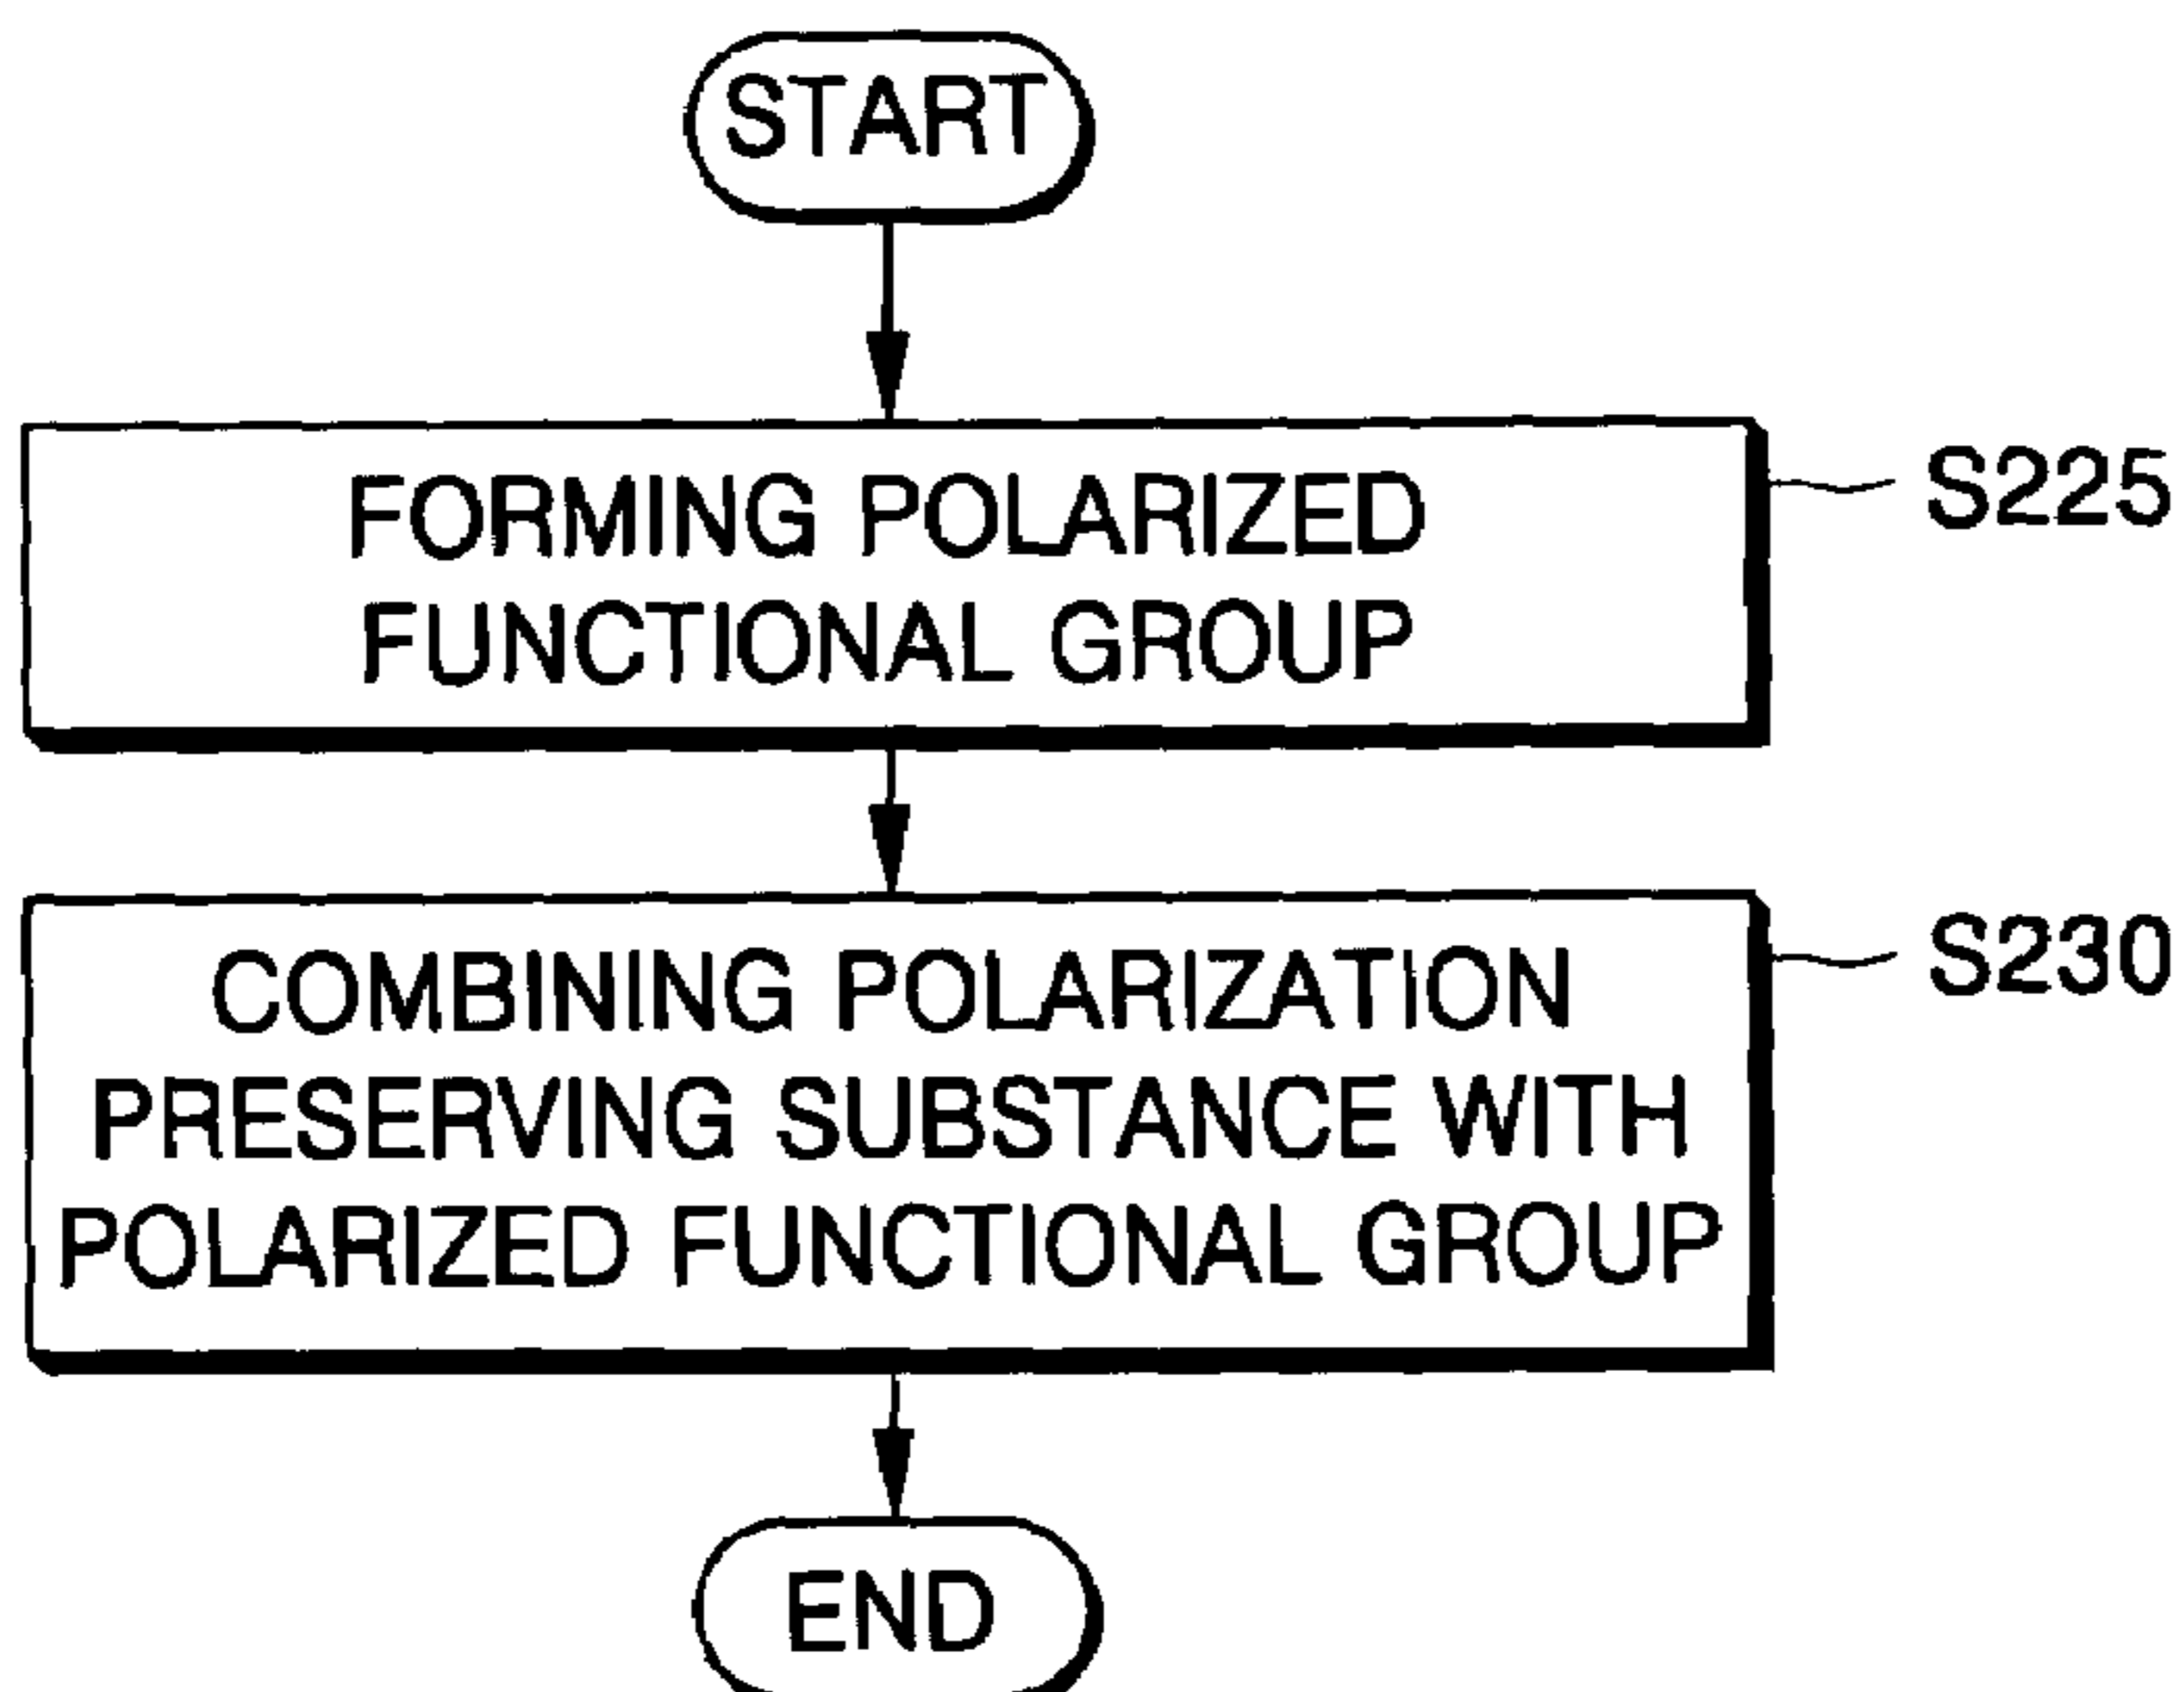 START
FORMING POLARIZED
FUNCTIONAL GROUP
S225
COMBINING POLARIZATION
PRESERVING SUBSTANCE WITH
POLARIZED FUNCTIONAL GROUP
S230
END